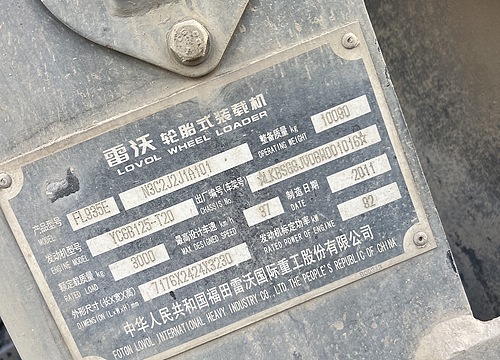 雷沃 轮胎式装载机
LOVOL WHEEL LOADER
产品型号 MODEL FL935E N3C2J2J1A101 整备质量 kg OPERATING WEIGHT 10090
发动机型号 ENGINE MODEL YC6B125-T20 出厂编号(车架号) CHASIS No.
额定载质量 kg RATED LOAD 3000 最高设计车速 km/h MAX DESINED SPEED 37 制造日期 DATE 2011
外形尺寸(长X宽X高) DIMENSION (L×W×H) mm 7176X2424X3230 发动机标定功率 kW RATED POWER OF ENGINE 92
中华人民共和国福田雷沃国际重工股份有限公司
FOTON LOVOL INTERNATIONAL HEAVY INDUSTRY CO., LTD. THE PEOPLE'S REPUBLIC OF CHINA